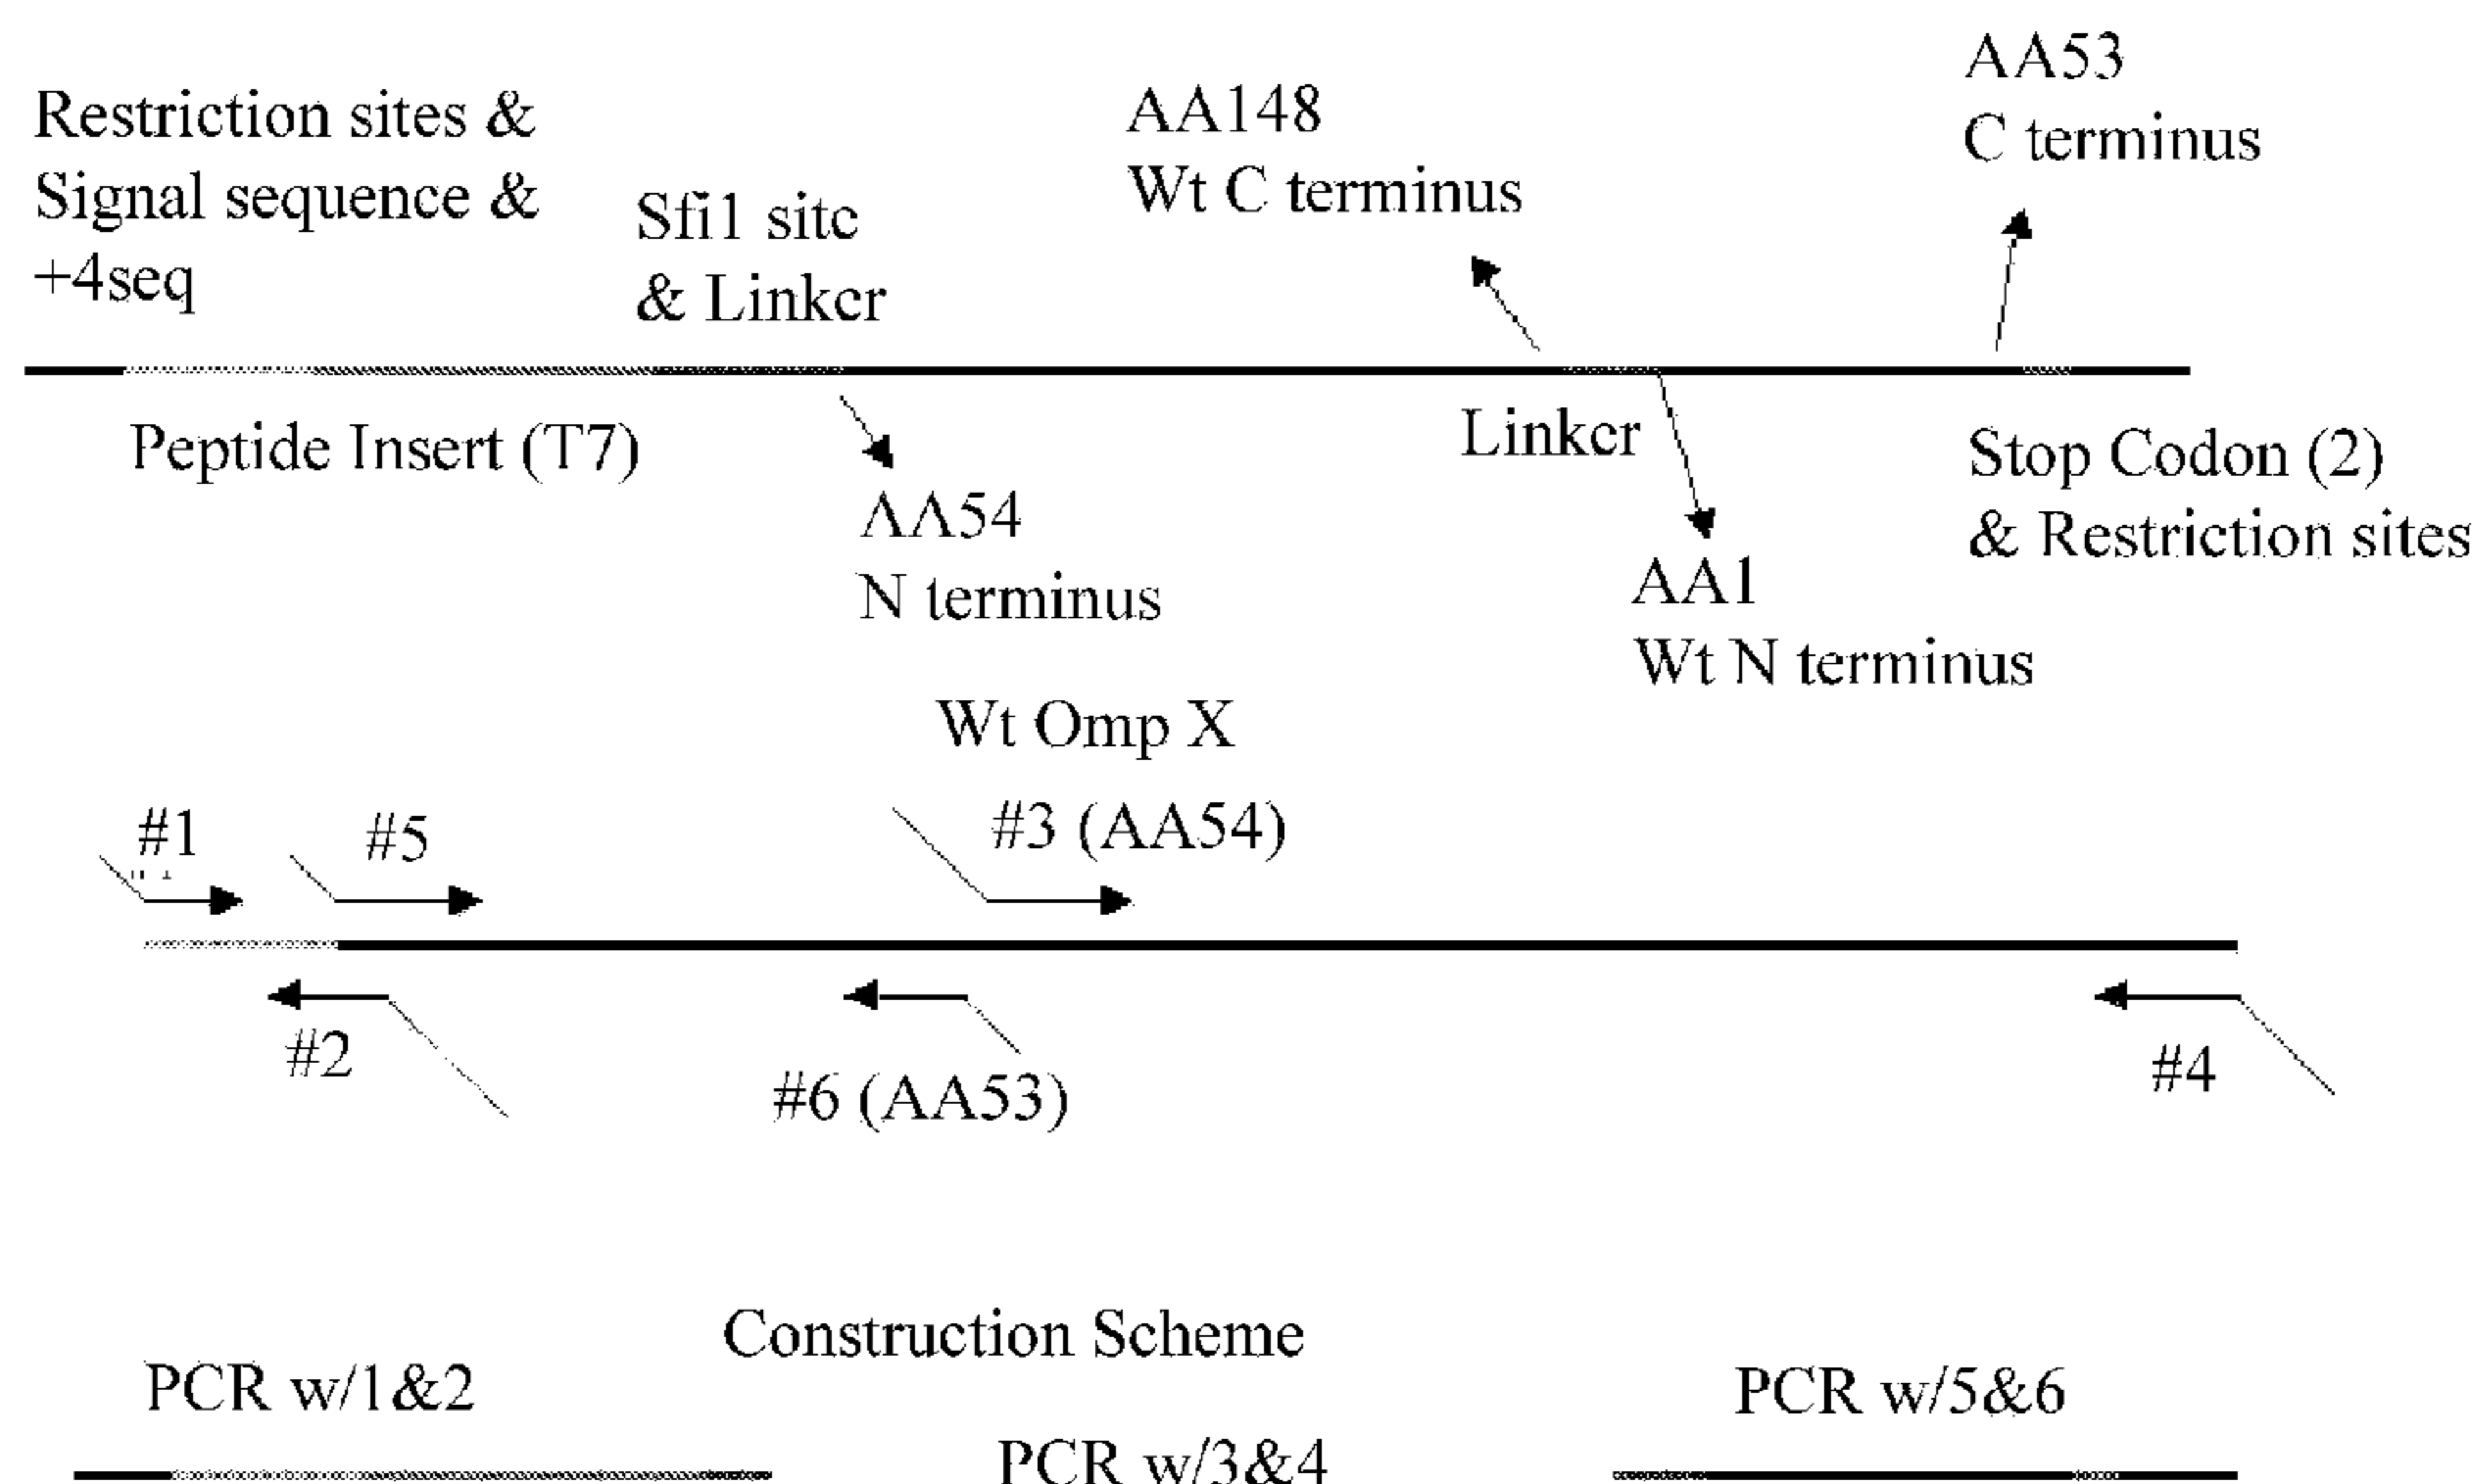 Restriction sites &
Signal sequence &
+4seq
Sfi1 site
& Linker
AA148
Wt C terminus
AA53
C terminus
Peptide Insert (T7)
AA54
N terminus
Linker
AA1
Wt N terminus
Stop Codon (2)
& Restriction sites
Wt Omp X
#1
#5
#3 (AA54)
#2
#6 (AA53)
#4
Construction Scheme
PCR w/1&2
PCR w/5&6
PCR w/3&4